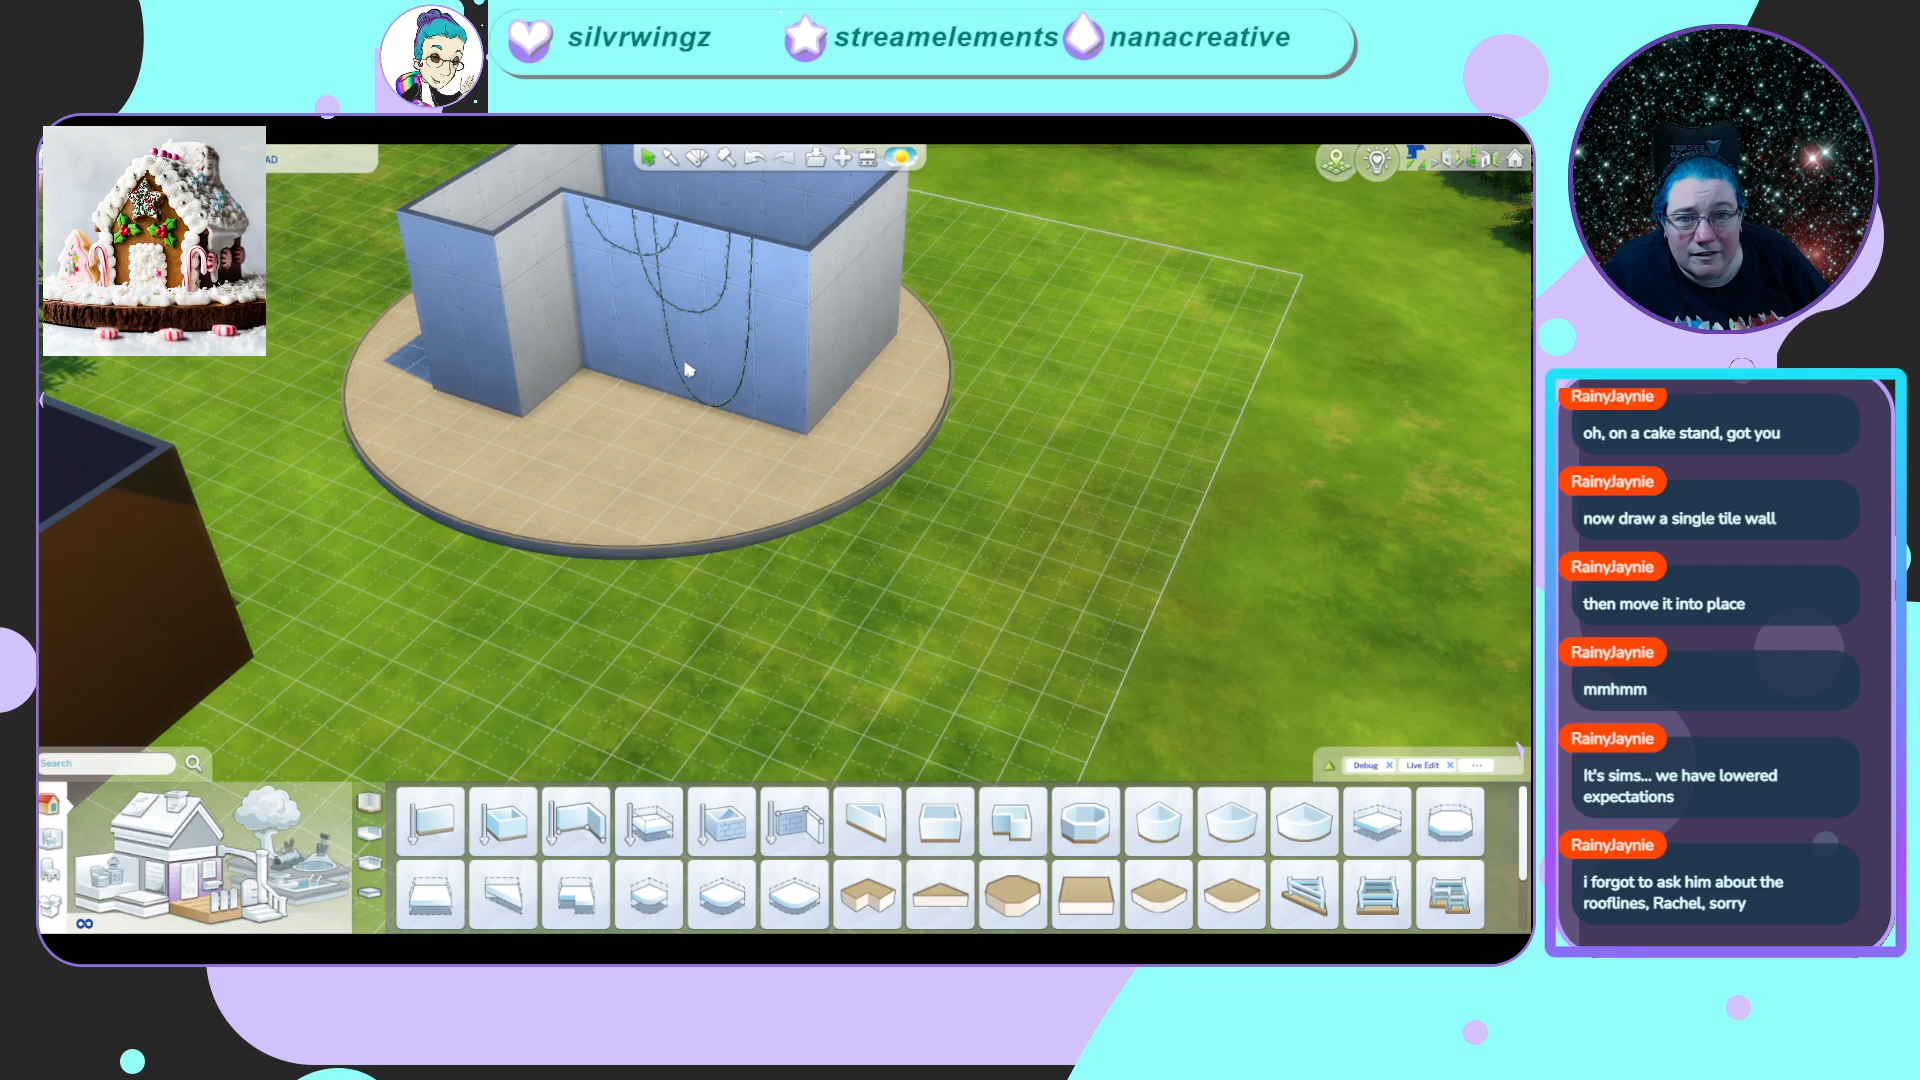 silvrwingz
streamelements
nanacreative
AD
RainyJaynie
oh, on a cake stand, got you
RainyJaynie
now draw a single tile wall
RainyJaynie
then move it into place
RainyJaynie
mmhmm
RainyJaynie
It's sims... we have lowered
expectations
RainyJaynie
i forgot to ask him about the
rooflines, Rachel, sorry
Search
Debug
Live Edit